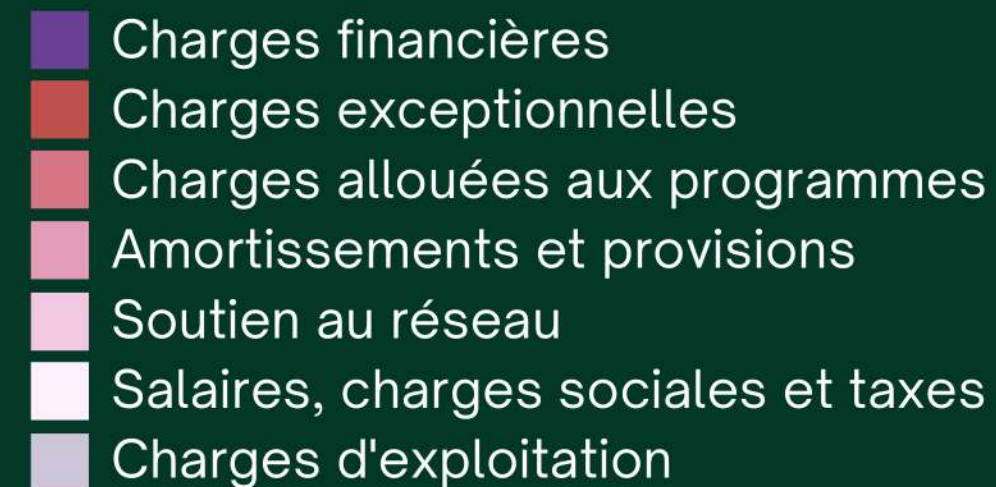 Charges financières
Charges exceptionnelles
Charges allouées aux programmes
Amortissements et provisions
Soutien au réseau
Salaires, charges sociales et taxes
Charges d'exploitation